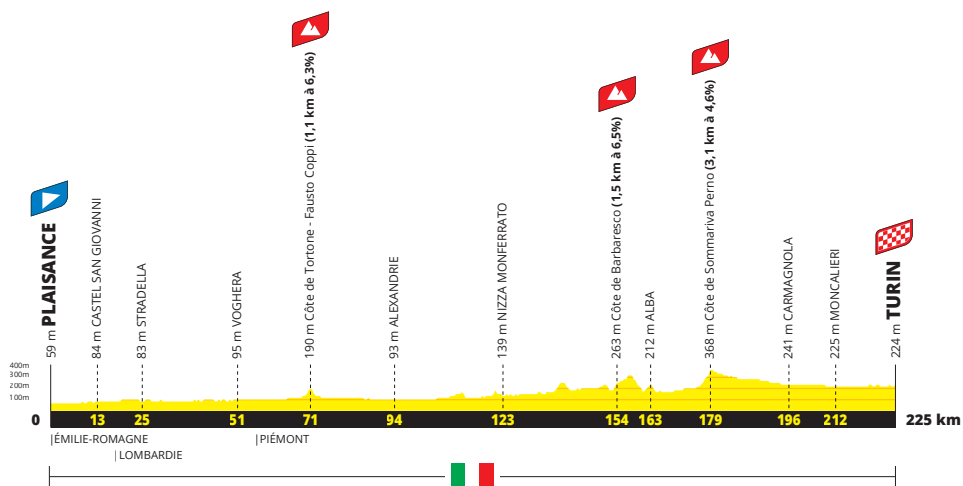 59 m PLAISANCE
84 m CASTEL SAN GIOVANNI
83 m STRADELLA
95 m VOGHERA
190 m Côte de Tortone - Fausto Coppi (1,1 km à 6,3%)
93 m ALEXANDRIE
139 m NIZZA MONFERRATO
263 m Côte de Barbaresco (1,5 km à 6,5%)
212 m ALBA
368 m Côte de Sommariva Perno (3,1 km à 4,6%)
241 m CARMAGNOLA
225 m MONCALIERI
224 m TURIN
400m
300m
200m
100m
0 13 25 51 71 94 123 154 163 179 196 212 225 km
|ÉMILIE-ROMAGNE |PIÉMONT
|LOMBARDIE